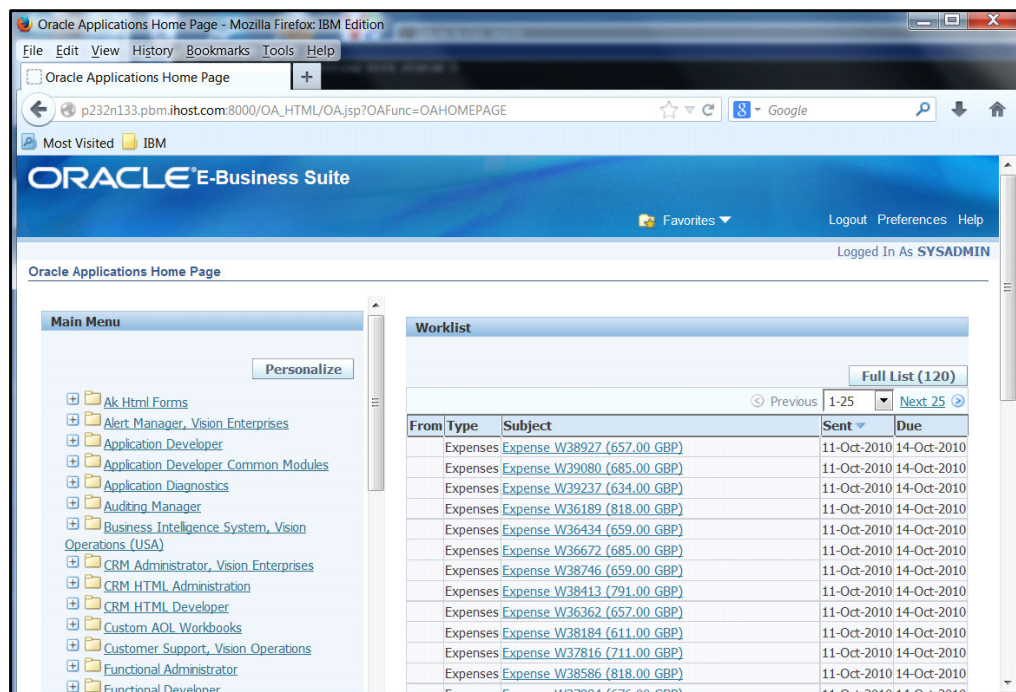 Oracle Applications Home Page - Mozilla Firefox: IBM Edition
File Edit View History Bookmarks Tools Help
Oracle Applications Home Page
p232n133.pbm.ihost.com:8000/OA_HTML/OA.jsp?OAFunc=OAHOMEPAGE
Google
Most Visited IBM
ORACLE E-Business Suite
Favorites Logout Preferences Help
Logged In As SYSADMIN
Oracle Applications Home Page
Main Menu
Personalize
Ak Html Forms
Alert Manager, Vision Enterprises
Application Developer
Application Developer Common Modules
Application Diagnostics
Auditing Manager
Business Intelligence System, Vision
Operations (USA)
CRM Administrator, Vision Enterprises
CRM HTML Administration
CRM HTML Developer
Custom AOL Workbooks
Customer Support, Vision Operations
Functional Administrator
Functional Developer
Worklist
Full List (120)
Previous 1-25 Next 25
From Type Subject Sent Due
Expenses Expense W38927 (657.00 GBP) 11-Oct-2010 14-Oct-2010
Expenses Expense W39080 (685.00 GBP) 11-Oct-2010 14-Oct-2010
Expenses Expense W39237 (634.00 GBP) 11-Oct-2010 14-Oct-2010
Expenses Expense W36189 (818.00 GBP) 11-Oct-2010 14-Oct-2010
Expenses Expense W36434 (659.00 GBP) 11-Oct-2010 14-Oct-2010
Expenses Expense W36672 (685.00 GBP) 11-Oct-2010 14-Oct-2010
Expenses Expense W38746 (659.00 GBP) 11-Oct-2010 14-Oct-2010
Expenses Expense W38413 (791.00 GBP) 11-Oct-2010 14-Oct-2010
Expenses Expense W36362 (657.00 GBP) 11-Oct-2010 14-Oct-2010
Expenses Expense W38184 (611.00 GBP) 11-Oct-2010 14-Oct-2010
Expenses Expense W37816 (711.00 GBP) 11-Oct-2010 14-Oct-2010
Expenses Expense W38586 (818.00 GBP) 11-Oct-2010 14-Oct-2010